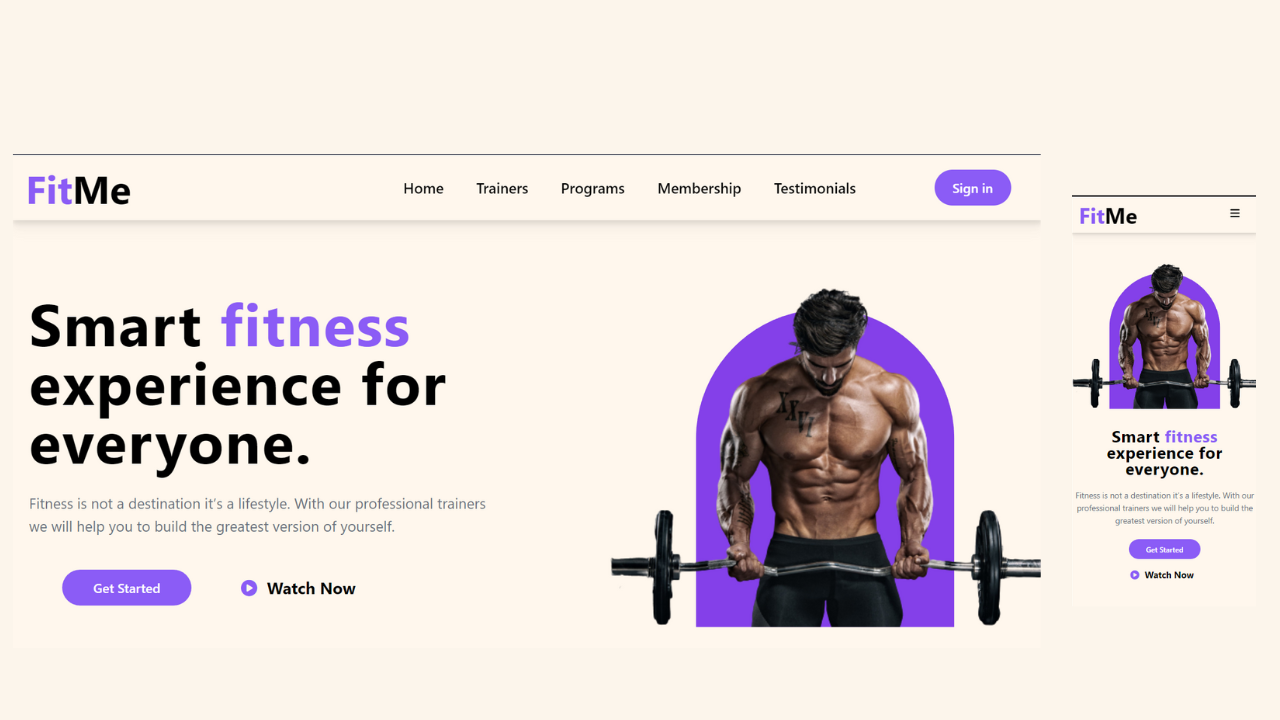 FitMe
Home Trainers Programs Membership Testimonials
Sign in
Smart fitness
experience for
everyone.
Fitness is not a destination it's a lifestyle. With our professional trainers
we will help you to build the greatest version of yourself.
Get Started
Watch Now
XXVI
FitMe
XXVI
Smart fitness
experience for
everyone.
Fitness is not a destination it's a lifestyle. With our
professional trainers we will help you to build the
greatest version of yourself.
Get Started
Watch Now